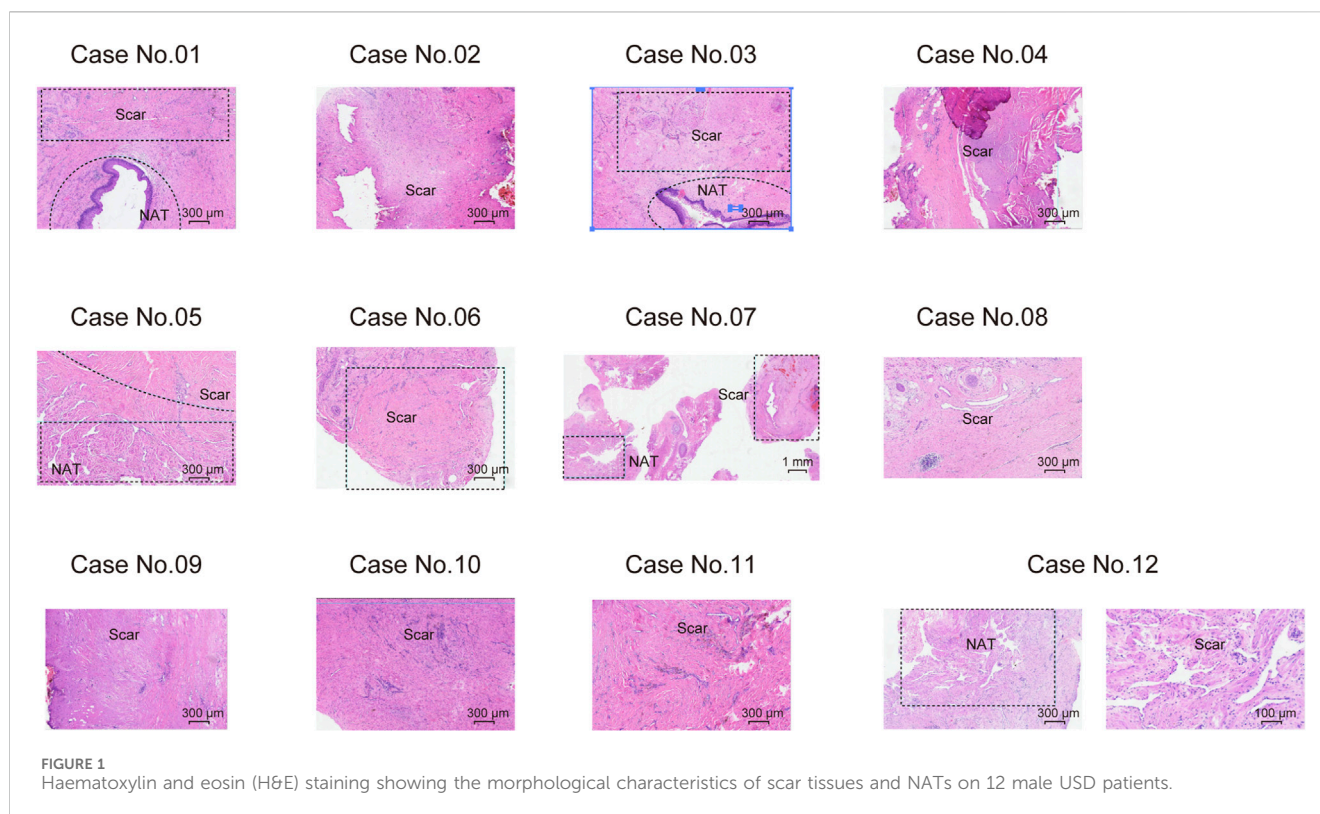 Case No.01
Case No.02
Case No.03
Case No.04
Scar
NAT
300 µm
Scar
300 µm
Scar
NAT
300 µm
Scar
300 µm
Case No.05
Case No.06
Case No.07
Case No.08
Scar
NAT
300 µm
Scar
300 µm
Scar
NAT
1 mm
Scar
300 µm
Case No.09
Case No.10
Case No.11
Case No.12
Scar
300 µm
Scar
300 µm
Scar
300 µm
NAT
300 µm
Scar
100 µm
FIGURE 1
Haematoxylin and eosin (H&E) staining showing the morphological characteristics of scar tissues and NATs on 12 male USD patients.